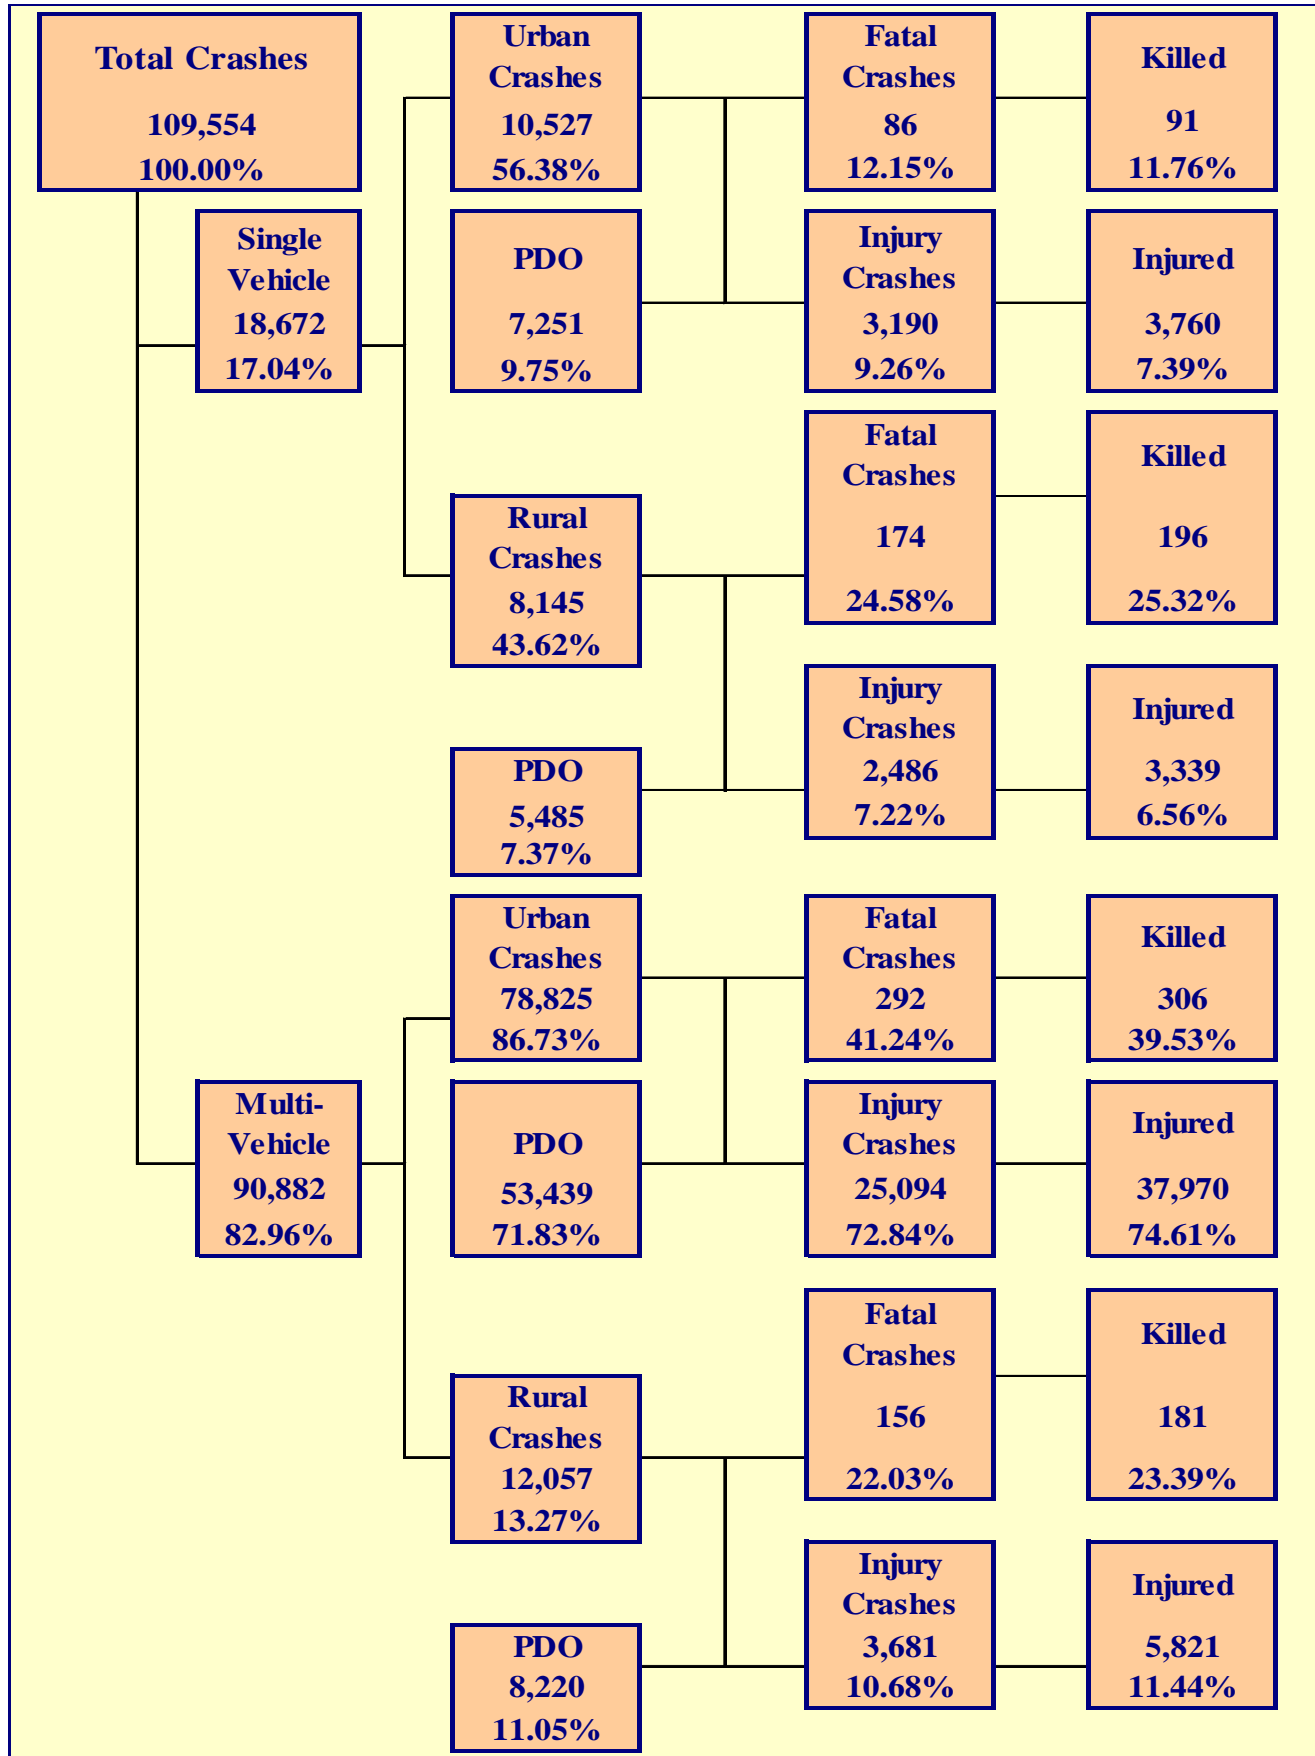 Total Crashes
109,554
100.00%
Single
Vehicle
18,672
17.04%
Urban
Crashes
10,527
56.38%
PDO
7,251
9.75%
Fatal
Crashes
86
12.15%
Killed
91
11.76%
Injury
Crashes
3,190
9.26%
Injured
3,760
7.39%
Rural
Crashes
8,145
43.62%
PDO
5,485
7.37%
Fatal
Crashes
174
24.58%
Killed
196
25.32%
Injury
Crashes
2,486
7.22%
Injured
3,339
6.56%
Multi-
Vehicle
90,882
82.96%
Urban
Crashes
78,825
86.73%
PDO
53,439
71.83%
Fatal
Crashes
292
41.24%
Killed
306
39.53%
Injury
Crashes
25,094
72.84%
Injured
37,970
74.61%
Rural
Crashes
12,057
13.27%
PDO
8,220
11.05%
Fatal
Crashes
156
22.03%
Killed
181
23.39%
Injury
Crashes
3,681
10.68%
Injured
5,821
11.44%